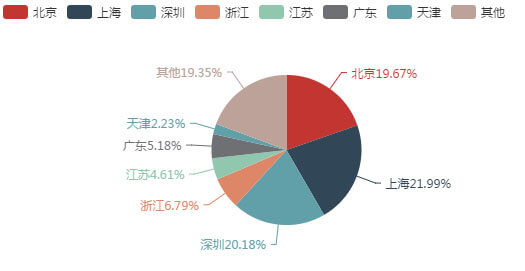 北京 上海 深圳 浙江 江苏 广东 天津 其他
其他19.35%
北京19.67%
天津2.23%
广东5.18%
江苏4.61%
上海21.99%
浙江6.79%
深圳20.18%